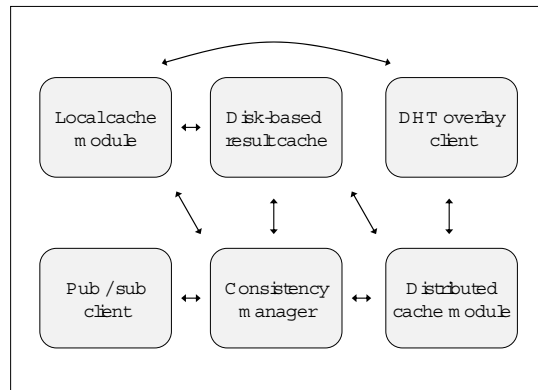 Local cache
module
Disk-based
result cache
DHT overlay
client
Pub / sub
client
Consistency
manager
Distributed
cache module